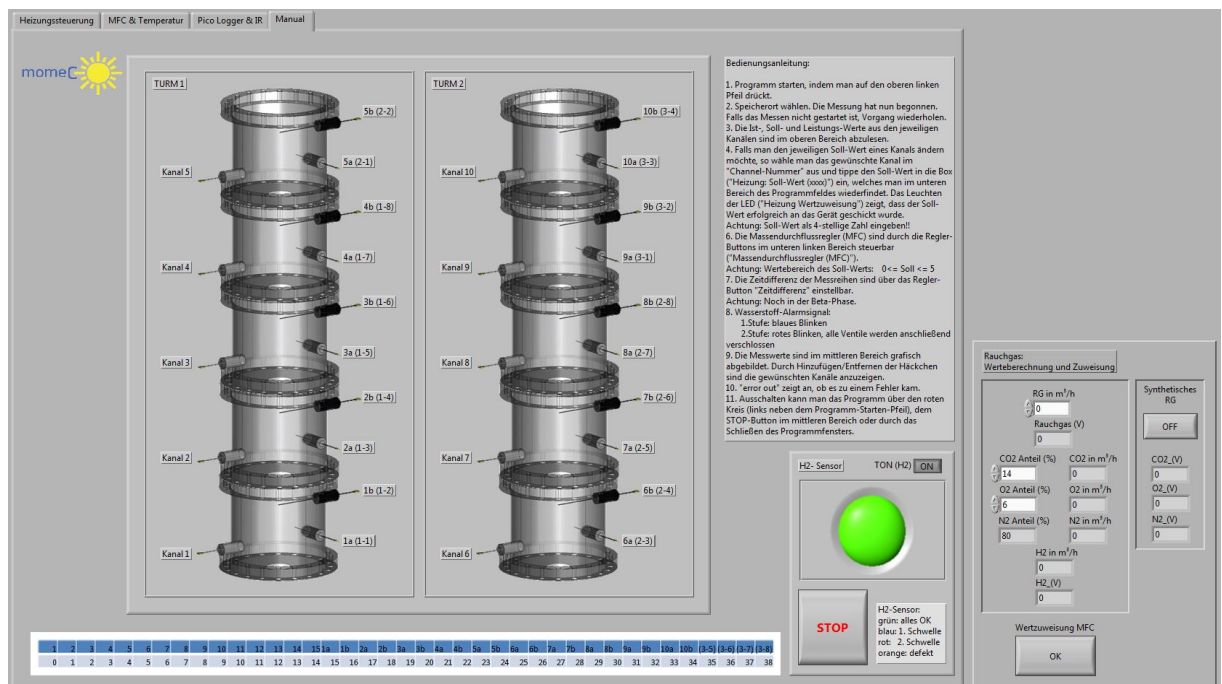 Heizungssteuerung MFC & Temperatur Pico Logger & IR Manual
momeC
TURM 1
5b (2-2)
5a (2-1)
Kanal 5
4b (1-8)
4a (1-7)
Kanal 4
3b (1-6)
3a (1-5)
Kanal 3
2b (1-4)
2a (1-3)
Kanal 2
1b (1-2)
1a (1-1)
Kanal 1
TURM 2
10b (3-4)
10a (3-3)
Kanal 10
9b (3-2)
9a (3-1)
Kanal 9
8b (2-8)
8a (2-7)
Kanal 8
7b (2-6)
7a (2-5)
Kanal 7
6b (2-4)
6a (2-3)
Kanal 6
Bedienungsanleitung:
1. Programm starten, indem man auf den oberen linken
Pfeil drückt.
2. Speicherort wählen. Die Messung hat nun begonnen.
Falls das Messen nicht gestartet ist, Vorgang wiederholen.
3. Die Ist-, Soll- und Leistungs-Werte aus den jeweiligen
Kanälen sind im oberen Bereich abzulesen.
4. Falls man den jeweiligen Soll-Wert eines Kanals ändern
möchte, so wähle man das gewünschte Kanal im
"Channel-Nummer" aus und tippe den Soll-Wert in die Box
("Heizung: Soll-Wert (xxxx)") ein, welches man im unteren
Bereich des Programmfeldes wiederfindet. Das Leuchten
der LED ("Heizung Wertzuweisung") zeigt, dass der Soll-
Wert erfolgreich an das Gerät geschickt wurde.
Achtung: Soll-Wert als 4-stellige Zahl eingeben!!
6. Die Massendurchflussregler (MFC) sind durch die Regler-
Buttons im unteren linken Bereich steuerbar
("Massendurchflussregler (MFC)").
Achtung: Wertebereich des Soll-Werts: 0<= Soll <= 5
7. Die Zeitdifferenz der Messreihen sind über das Regler-
Button "Zeitdifferenz" einstellbar.
Achtung: Noch in der Beta-Phase.
8. Wasserstoff-Alarmsignal:
1.Stufe: blaues Blinken
2.Stufe: rotes Blinken, alle Ventile werden anschließend
verschlossen
9. Die Messwerte sind im mittleren Bereich grafisch
abgebildet. Durch Hinzufügen/Entfernen der Häckchen
sind die gewünschten Kanäle anzuzeigen.
10. "error out" zeigt an, ob es zu einem Fehler kam.
11. Ausschalten kann man das Programm über den roten
Kreis (links neben dem Programm-Starten-Pfeil), dem
STOP-Button im mittleren Bereich oder durch das
Schließen des Programmfensters.
H2- Sensor TON (H2) ON
STOP
H2-Sensor:
grün: alles OK
blau: 1. Schwelle
rot: 2. Schwelle
orange: defekt
Rauchgas:
Werteberechnung und Zuweisung
RG in m³/h
0
Rauchgas (V)
0
CO2 Anteil (%) CO2 in m³/h
14 0
O2 Anteil (%) O2 in m³/h
6 0
N2 Anteil (%) N2 in m³/h
80 0
H2 in m³/h
0
H2_(V)
0
Synthetisches
RG
OFF
CO2_(V)
0
O2_(V)
0
N2_(V)
0
Wertzuweisung MFC
OK
1 2 3 4 5 6 7 8 9 10 11 12 13 14 15 1a 1b 2a 2b 3a 3b 4a 4b 5a 5b 6a 6b 7a 7b 8a 8b 9a 9b 10a 10b (3-5) (3-6) (3-7) (3-8)
0 1 2 3 4 5 6 7 8 9 10 11 12 13 14 15 16 17 18 19 20 21 22 23 24 25 26 27 28 29 30 31 32 33 34 35 36 37 38